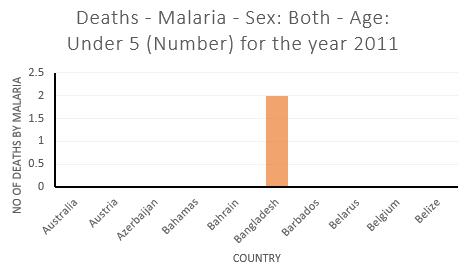 Deaths - Malaria - Sex: Both - Age:
Under 5 (Number) for the year 2011
NO OF DEATHS BY MALARIA
2.5
2
1.5
1
0.5
0
Australia
Austria
Azerbaijan
Bahamas
Bahrain
Bangladesh
Barbados
Belarus
Belgium
Belize
COUNTRY